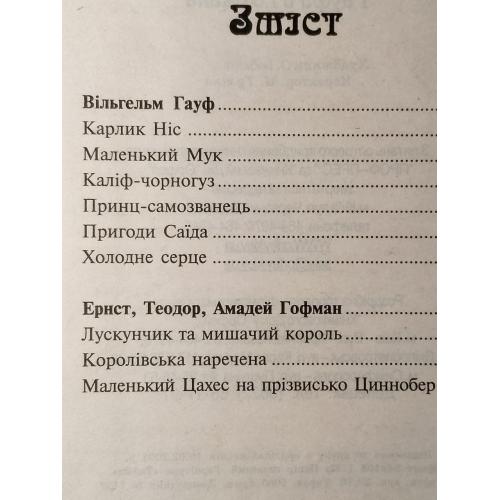 Зміст
Вільгельм Гауф
Карлик Ніс
Маленький Мук
Каліф-чорногуз
Принц-самозванець
Пригоди Саїда
Холодне серце
Ернст, Теодор, Амадей Гофман
Лускунчик та мишачий король
Королівська наречена
Маленький Цахес на прізвисько Циннобер